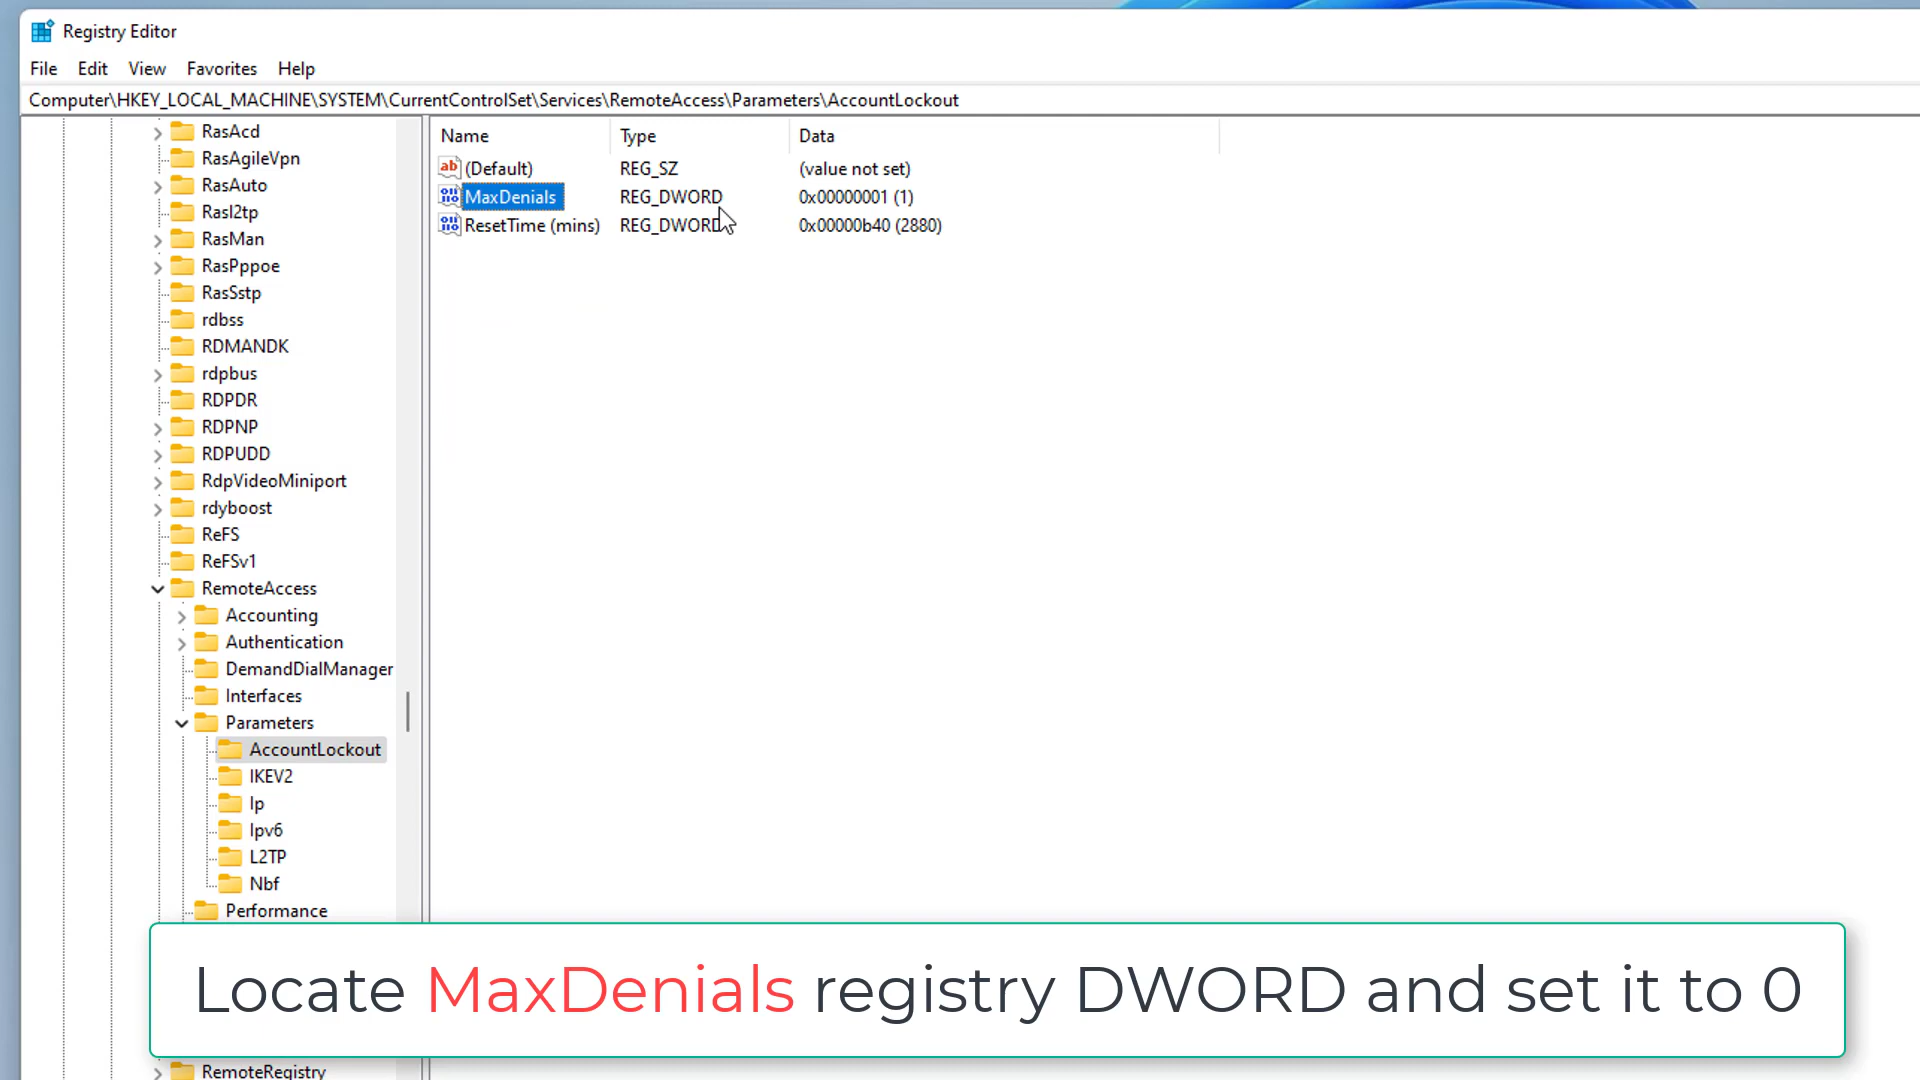 Registry Editor
File Edit View Favorites Help
Computer\HKEY_LOCAL_MACHINE\SYSTEM\CurrentControlSet\Services\RemoteAccess\Parameters\AccountLockout
RasAcd
RasAgileVpn
RasAuto
Rasl2tp
RasMan
RasPppoe
RasSstp
rdbss
RDMANDK
rdpbus
RDPDR
RDPNP
RDPUDD
RdpVideoMiniport
rdyboost
ReFS
ReFSv1
RemoteAccess
Accounting
Authentication
DemandDialManager
Interfaces
Parameters
AccountLockout
IKEV2
Ip
Ipv6
L2TP
Nbf
Performance
RemoteRegistry
Name Type Data
(Default) REG_SZ (value not set)
MaxDenials REG_DWORD 0x00000001 (1)
ResetTime (mins) REG_DWORD 0x00000b40 (2880)
Locate MaxDenials registry DWORD and set it to 0